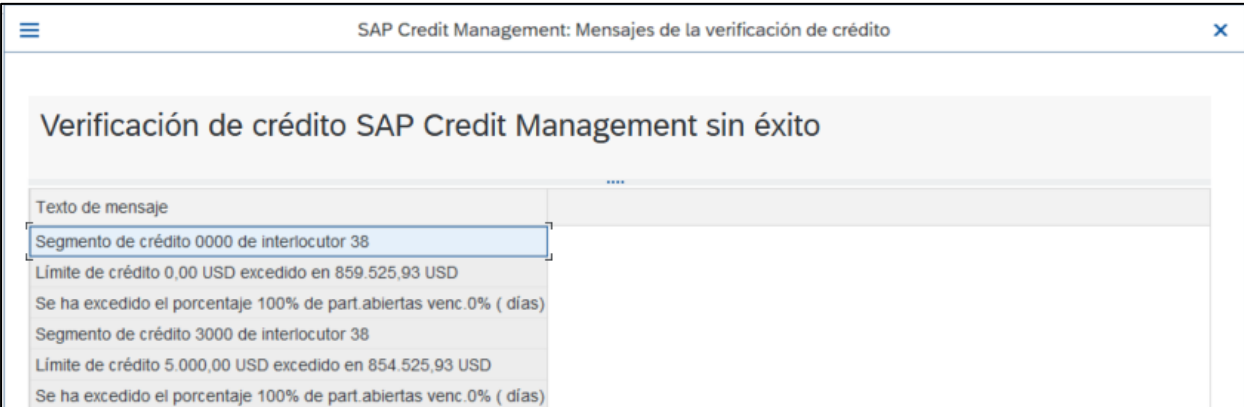 SAP Credit Management: Mensajes de la verificación de crédito
Verificación de crédito SAP Credit Management sin éxito
Texto de mensaje
Segmento de crédito 0000 de interlocutor 38
Límite de crédito 0,00 USD excedido en 859.525,93 USD
Se ha excedido el porcentaje 100% de part.abiertas venc.0% ( días)
Segmento de crédito 3000 de interlocutor 38
Límite de crédito 5.000,00 USD excedido en 854.525,93 USD
Se ha excedido el porcentaje 100% de part.abiertas venc.0% ( días)